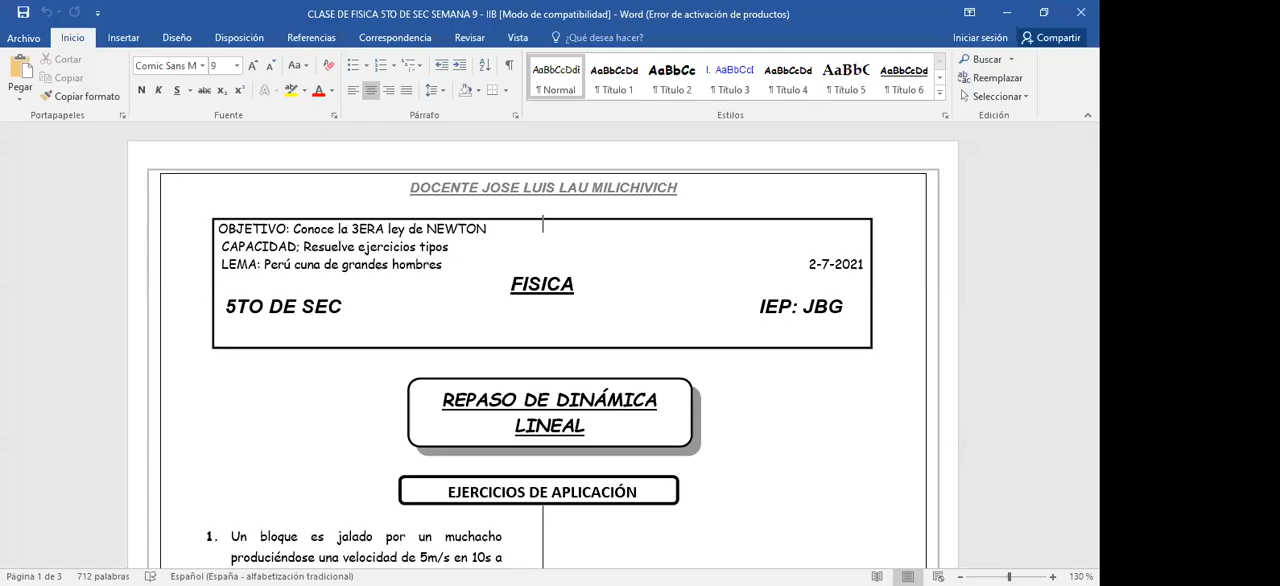 CLASE DE FISICA 5TO DE SEC SEMANA 9 - IIB [Modo de compatibilidad] - Word (Error de activación de productos)
Archivo Inicio Insertar Diseño Disposición Referencias Correspondencia Revisar Vista ¿Qué desea hacer? Iniciar sesión Compartir
Pegar
Cortar
Copiar
Copiar formato
Portapapeles
Comic Sans M 9
N K S abc x₂ x²
Fuente
Párrafo
AaBbCcDdE AaBbCcDd AaBbCc I. AaBbCcI AaBbCcDd AaBbC AaBbCcDd
¶ Normal ¶ Título 1 ¶ Título 2 ¶ Título 3 ¶ Título 4 ¶ Título 5 ¶ Título 6
Estilos
Buscar
Reemplazar
Seleccionar
Edición
DOCENTE JOSE LUIS LAU MILICHIVICH
OBJETIVO: Conoce la 3ERA ley de NEWTON
CAPACIDAD; Resuelve ejercicios tipos
LEMA: Perú cuna de grandes hombres 2-7-2021
FISICA
5TO DE SEC IEP: JBG
REPASO DE DINÁMICA
LINEAL
EJERCICIOS DE APLICACIÓN
1. Un bloque es jalado por un muchacho
produciéndose una velocidad de 5m/s en 10s a
Página 1 de 3 712 palabras Español (España - alfabetización tradicional) 130 %